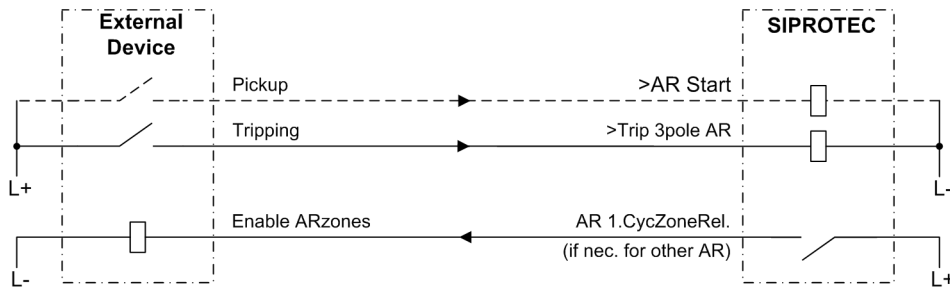 External
Device
SIPROTEC
Pickup
>AR Start
Tripping
>Trip 3pole AR
L+
L-
Enable ARzones
AR 1.CycZoneRel.
(if nec. for other AR)
L-
L+